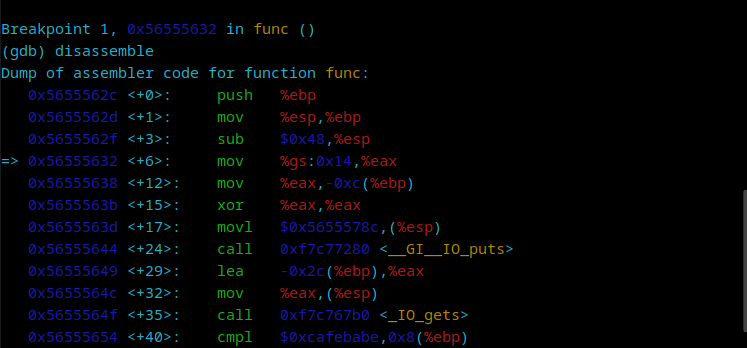 Breakpoint 1, 0x56555632 in func ()
(gdb) disassemble
Dump of assembler code for function func:
   0x5655562c <+0>:     push   %ebp
   0x5655562d <+1>:     mov    %esp,%ebp
   0x5655562f <+3>:     sub    $0x48,%esp
=> 0x56555632 <+6>:     mov    %gs:0x14,%eax
   0x56555638 <+12>:    mov    %eax,-0xc(%ebp)
   0x5655563b <+15>:    xor    %eax,%eax
   0x5655563d <+17>:    movl   $0x5655578c,(%esp)
   0x56555644 <+24>:    call   0xf7c77280 <__GI__IO_puts>
   0x56555649 <+29>:    lea    -0x2c(%ebp),%eax
   0x5655564c <+32>:    mov    %eax,(%esp)
   0x5655564f <+35>:    call   0xf7c767b0 <_IO_gets>
   0x56555654 <+40>:    cmpl   $0xcafebabe,0x8(%ebp)